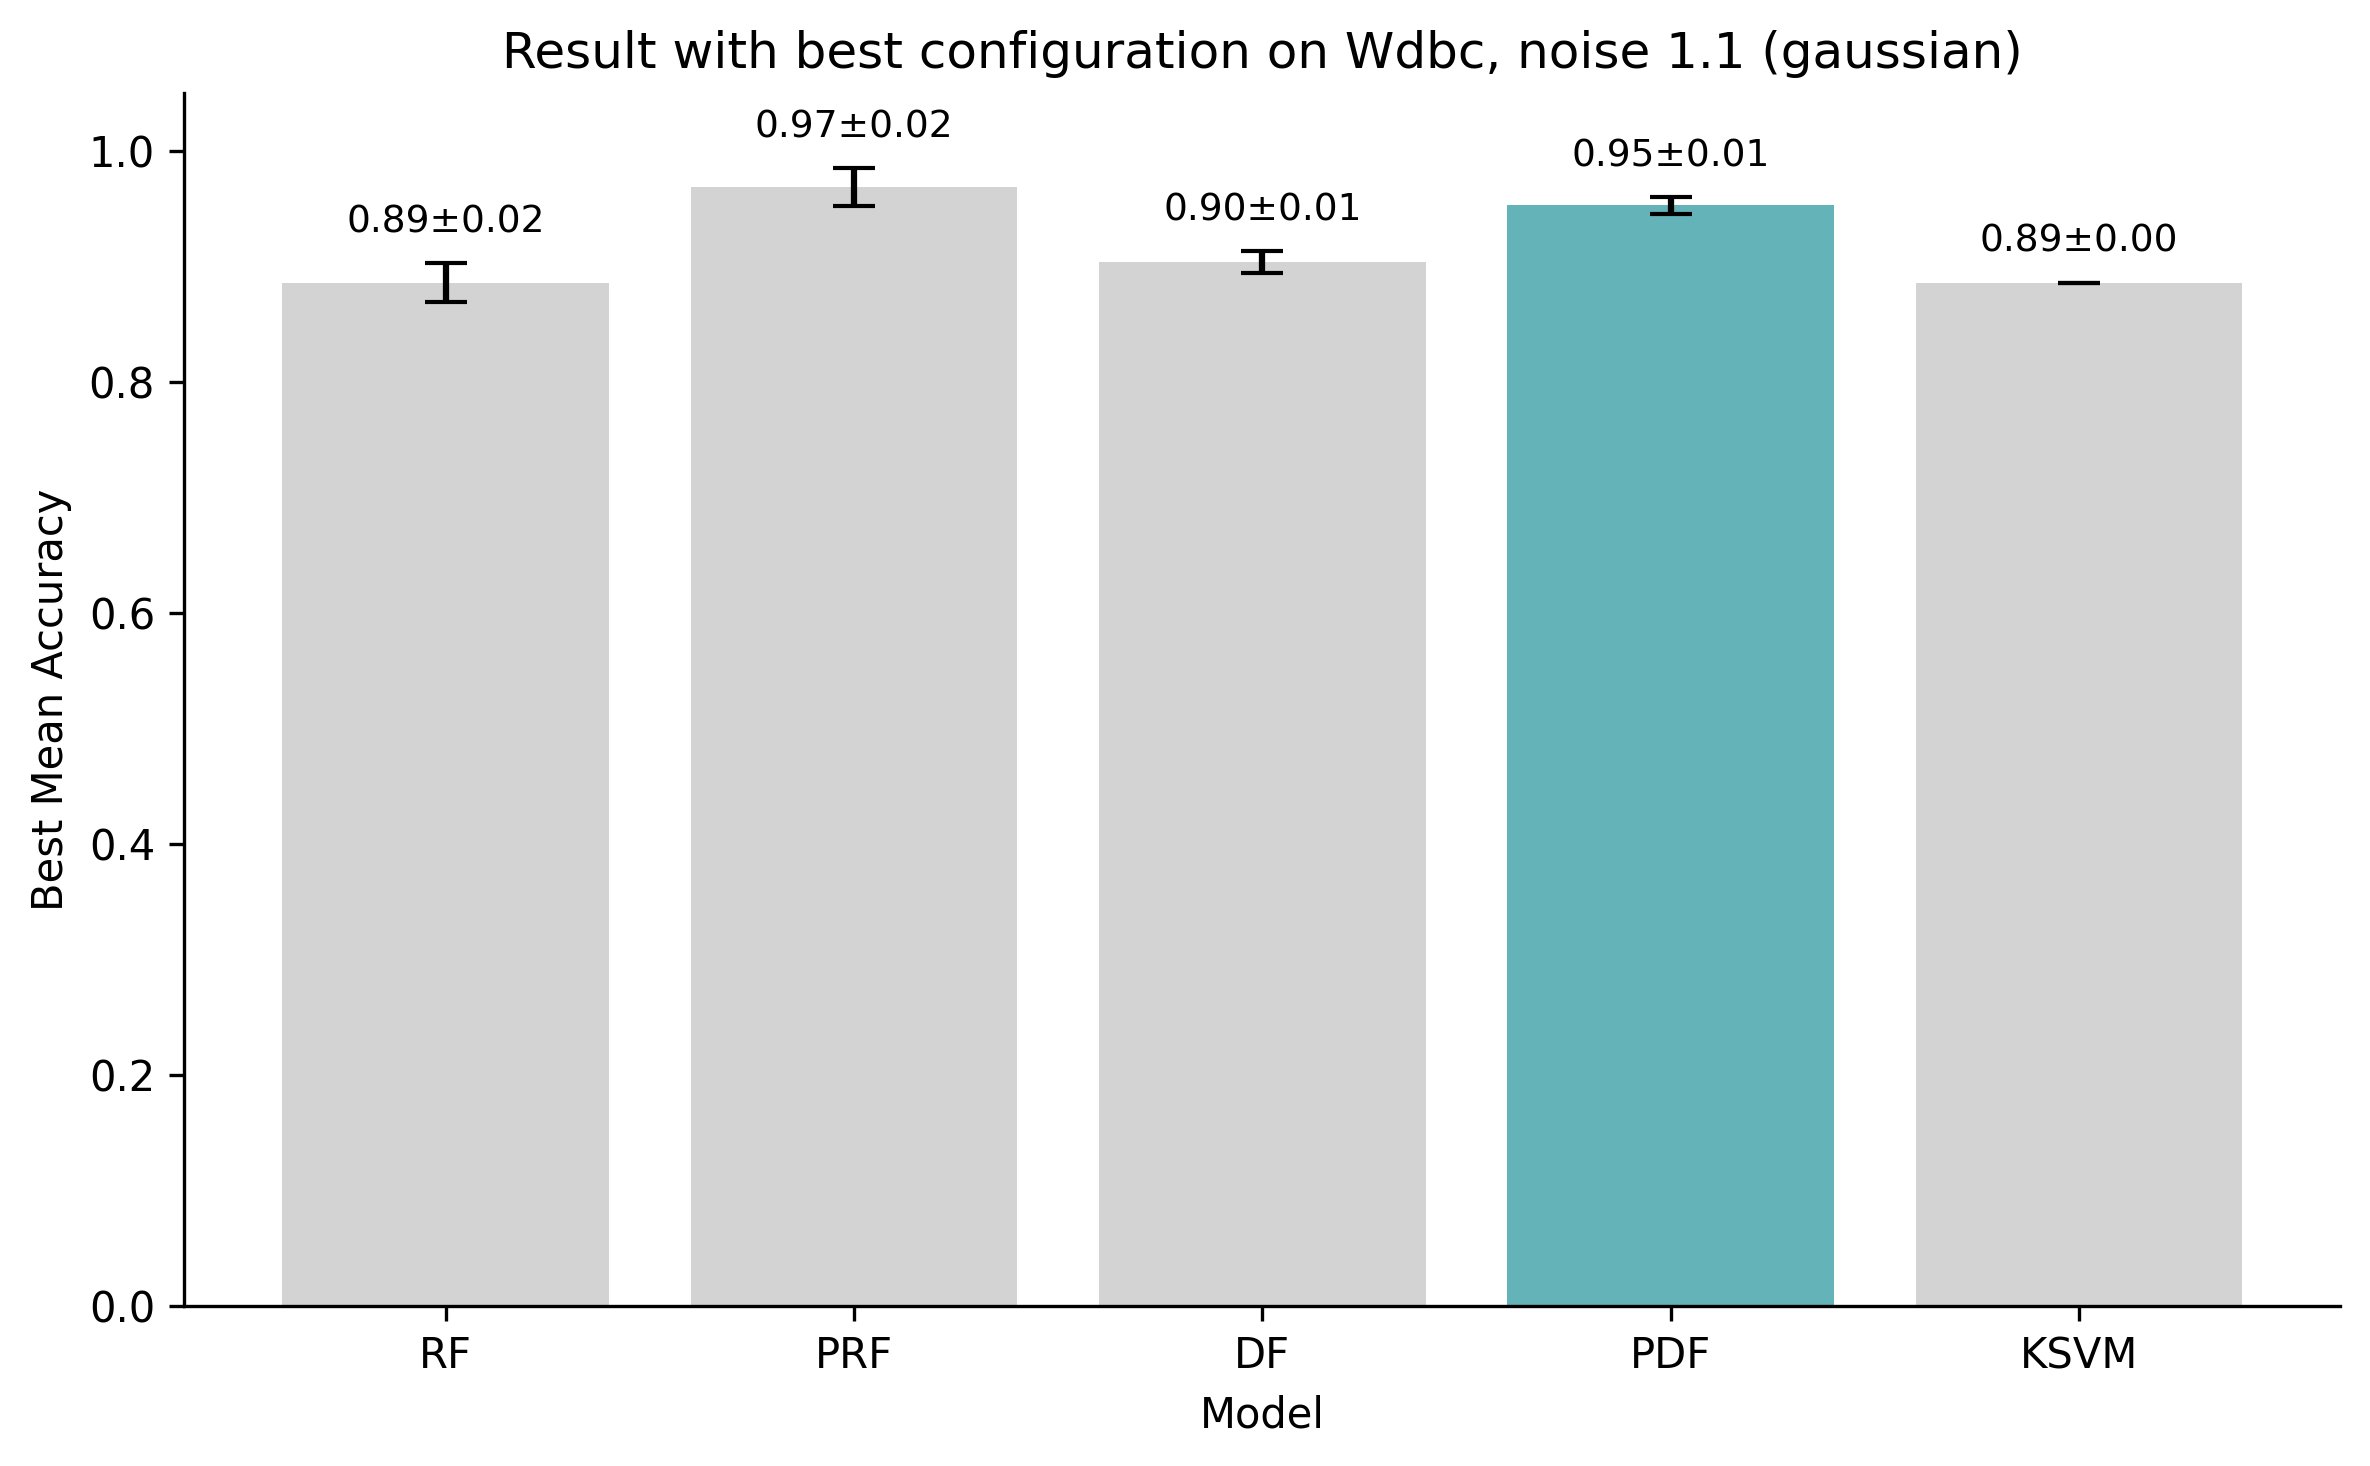 Result with best configuration on Wdbc, noise 1.1 (gaussian)
0.97±0.02
0.95±0.01
0.90±0.01
0.89±0.02
0.89±0.00
1.0
0.8
0.6
0.4
0.2
0.0
Best Mean Accuracy
RF PRF DF PDF KSVM
Model